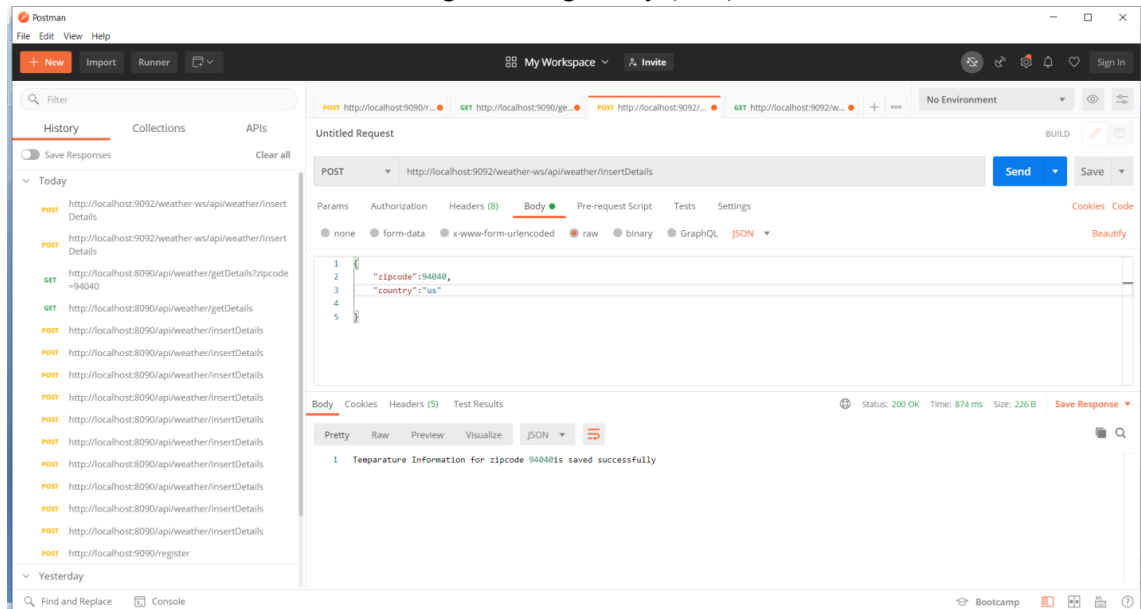 Postman
File Edit View Help
+ New Import Runner My Workspace Invite Sign In
Filter
History Collections APIs
Save Responses Clear all
Today
POST http://localhost:9092/weather-ws/api/weather/insert
Details
POST http://localhost:9092/weather-ws/api/weather/insert
Details
GET http://localhost:8090/api/weather/getDetails?zipcode
=94040
GET http://localhost:8090/api/weather/getDetails
POST http://localhost:8090/api/weather/insertDetails
POST http://localhost:8090/api/weather/insertDetails
POST http://localhost:8090/api/weather/insertDetails
POST http://localhost:8090/api/weather/insertDetails
POST http://localhost:8090/api/weather/insertDetails
POST http://localhost:8090/api/weather/insertDetails
POST http://localhost:8090/api/weather/insertDetails
POST http://localhost:8090/api/weather/insertDetails
POST http://localhost:8090/api/weather/insertDetails
POST http://localhost:8090/api/weather/insertDetails
POST http://localhost:9090/register
Yesterday
POST http://localhost:9090/r... GET http://localhost:9090/ge... POST http://localhost:9092/... GET http://localhost:9092/w... + ooo No Environment
Untitled Request BUILD
POST http://localhost:9092/weather-ws/api/weather/insertDetails Send Save
Params Authorization Headers (8) Body Pre-request Script Tests Settings Cookies Code
none form-data x-www-form-urlencoded raw binary GraphQL JSON Beautify
1 {
2 "zipcode":94040,
3 "country":"us"
4
5 }
Body Cookies Headers (5) Test Results Status: 200 OK Time: 874 ms Size: 226 B Save Response
Pretty Raw Preview Visualize JSON
1 Temparature Information for zipcode 94040is saved successfully
Find and Replace Console Bootcamp